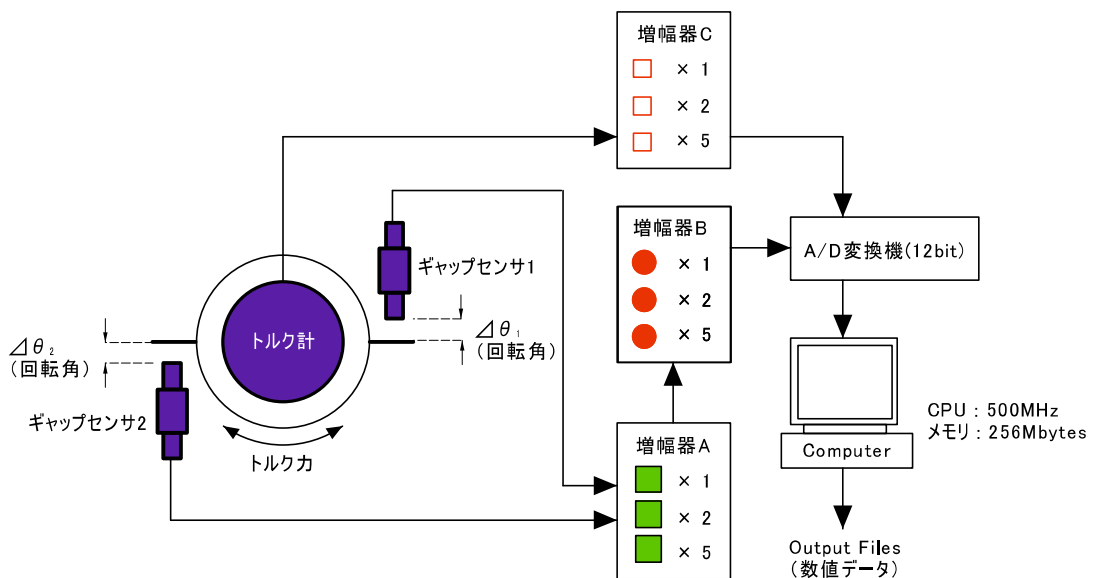 増幅器C
× 1
× 2
× 5
増幅器B
× 1
× 2
× 5
A/D変換機(12bit)
ギャップセンサ1
トルク計
⊿θ₁
(回転角)
⊿θ₂
(回転角)
ギャップセンサ2
トルク力
増幅器A
× 1
× 2
× 5
Computer
CPU : 500MHz
メモリ : 256Mbytes
Output Files
(数値データ)